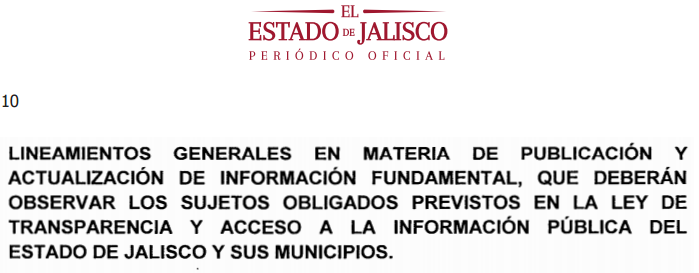 EL
ESTADO DE JALISCO
PERIÓDICO OFICIAL
10
LINEAMIENTOS GENERALES EN MATERIA DE PUBLICACIÓN Y
ACTUALIZACIÓN DE INFORMACIÓN FUNDAMENTAL, QUE DEBERÁN
OBSERVAR LOS SUJETOS OBLIGADOS PREVISTOS EN LA LEY DE
TRANSPARENCIA Y ACCESO A LA INFORMACIÓN PÚBLICA DEL
ESTADO DE JALISCO Y SUS MUNICIPIOS.